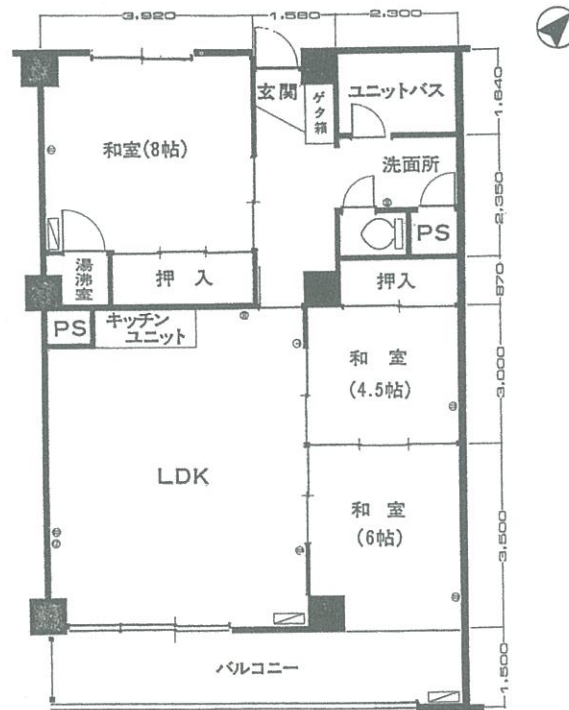 3,920
1,580
2,300
玄関
ゲタ箱
ユニットバス
1,640
和室(8帖)
洗面所
2,350
PS
湯沸室
押入
押入
870
PS
キッチン
ユニット
和室
(4.5帖)
3,000
LDK
和室
(6帖)
3,500
バルコニー
1,500